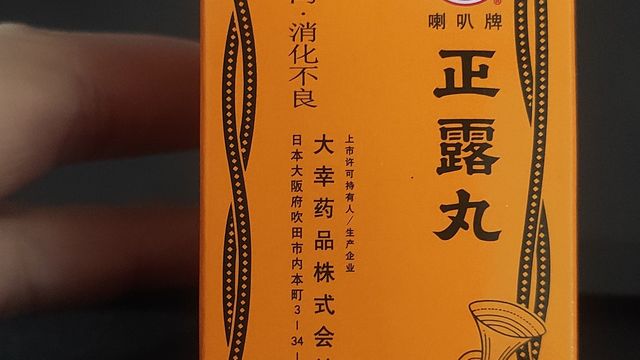 喇叭牌
正露丸
上市许可持有人/生产企业
大幸药品株式会
日本大阪府吹田市内本町3-34-
·消化不良